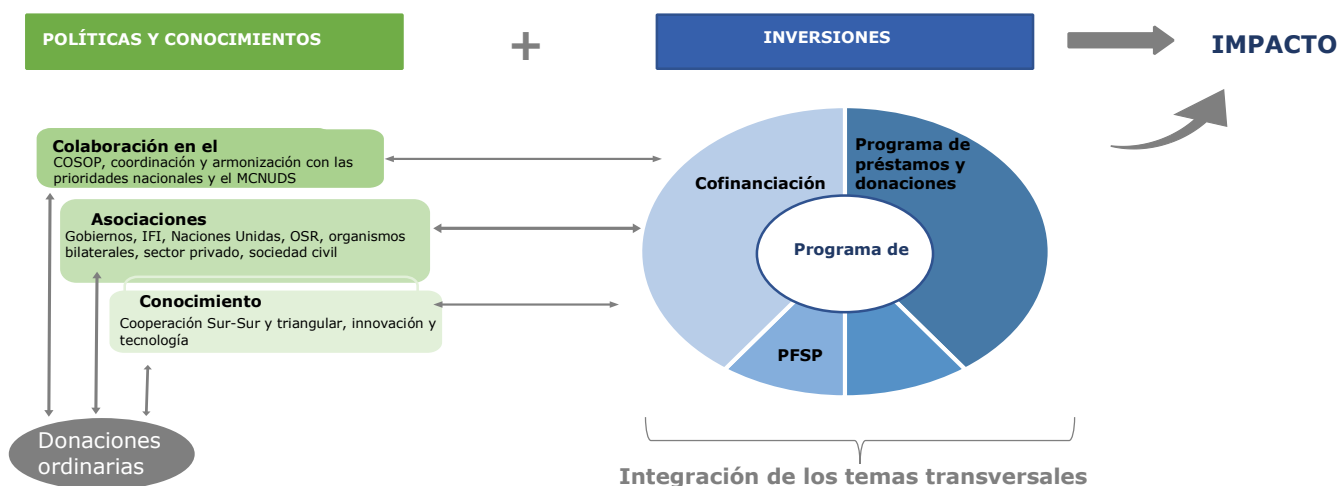 POLÍTICAS Y CONOCIMIENTOS
+
INVERSIONES
IMPACTO
Colaboración en el
COSOP, coordinación y armonización con las
prioridades nacionales y el MCNUDS
Asociaciones
Gobiernos, IFI, Naciones Unidas, OSR, organismos
bilaterales, sector privado, sociedad civil
Conocimiento
Cooperación Sur-Sur y triangular, innovación y
tecnología
Donaciones
ordinarias
Cofinanciación
Programa de
préstamos y
donaciones
Programa de
PFSP
Integración de los temas transversales